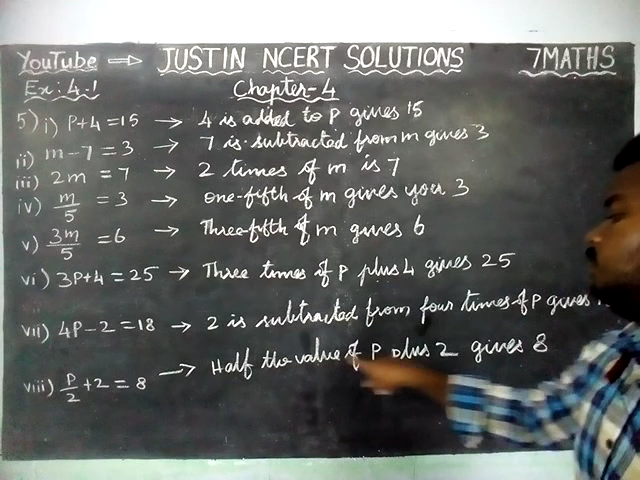 YouTube ⇒ JUSTIN NCERT SOLUTIONS 7MATHS
Ex: 4.1 Chapter-4
5) i) P+4=15 → 4 is added to P gives 15
ii) m-7=3 → 7 is subtracted from m gives 3
iii) 2m = 7 → 2 times of m is 7
iv) m/5 = 3 → one-fifth of m gives you 3
v) 3m/5 = 6 → Three-fifth of m gives 6
vi) 3P+4=25 → Three times of P plus 4 gives 25
vii) 4P-2=18 → 2 is subtracted from four times of P gives
viii) P/2+2=8 → Half the value of P plus 2 gives 8